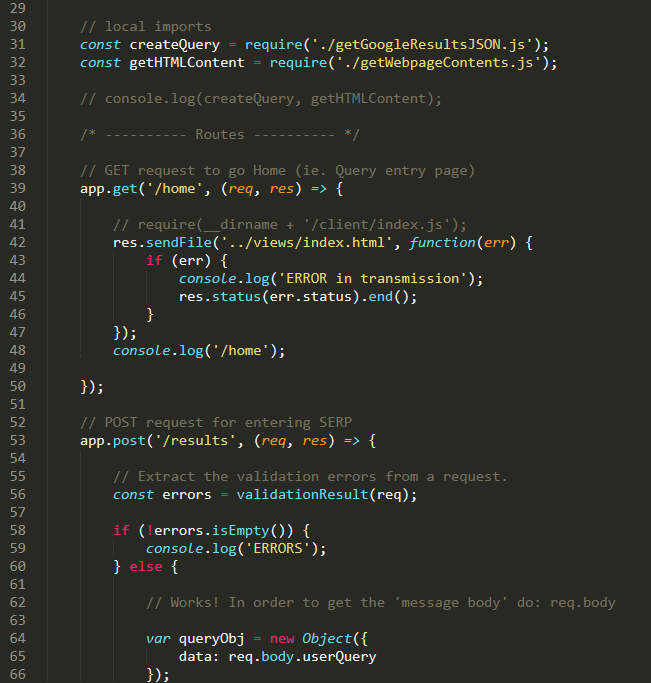 29
30 // local imports
31 const createQuery = require('./getGoogleResultsJSON.js');
32 const getHTMLContent = require('./getWebpageContents.js');
33
34 // console.log(createQuery, getHTMLContent);
35
36 /* ---------- Routes ---------- */
37
38 // GET request to go Home (ie. Query entry page)
39 app.get('/home', (req, res) => {
40
41 // require(__dirname + '/client/index.js');
42 res.sendFile('../views/index.html', function(err) {
43 if (err) {
44 console.log('ERROR in transmission');
45 res.status(err.status).end();
46 }
47 });
48 console.log('/home');
49
50 });
51
52 // POST request for entering SERP
53 app.post('/results', (req, res) => {
54
55 // Extract the validation errors from a request.
56 const errors = validationResult(req);
57
58 if (!errors.isEmpty()) {
59 console.log('ERRORS');
60 } else {
61
62 // Works! In order to get the 'message body' do: req.body
63
64 var queryObj = new Object({
65 data: req.body.userQuery
66 });